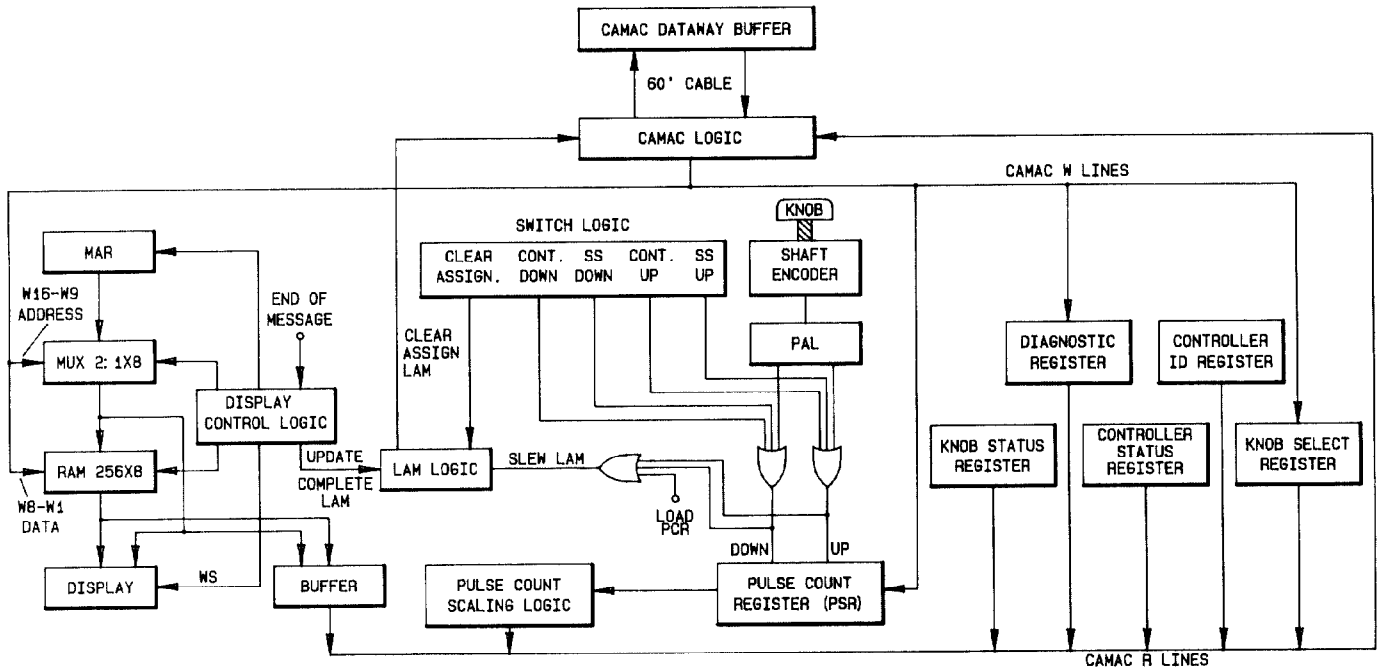 CAMAC DATAWAY BUFFER
60' CABLE
CAMAC LOGIC
CAMAC W LINES
KNOB
SWITCH LOGIC
CLEAR ASSIGN.
CONT. DOWN
SS DOWN
CONT. UP
SS UP
SHAFT
ENCODER
MAR
W16-W9
ADDRESS
END OF
MESSAGE
CLEAR
ASSIGN
LAM
PAL
DIAGNOSTIC
REGISTER
CONTROLLER
ID REGISTER
MUX 2: 1X8
DISPLAY
CONTROL LOGIC
UPDATE
COMPLETE
LAM
LAM LOGIC
SLEW LAM
LOAD
PCR
KNOB STATUS
REGISTER
CONTROLLER
STATUS
REGISTER
KNOB SELECT
REGISTER
RAM 256X8
W8-W1
DATA
DOWN
UP
DISPLAY
WS
BUFFER
PULSE COUNT
SCALING LOGIC
PULSE COUNT
REGISTER (PSR)
CAMAC R LINES